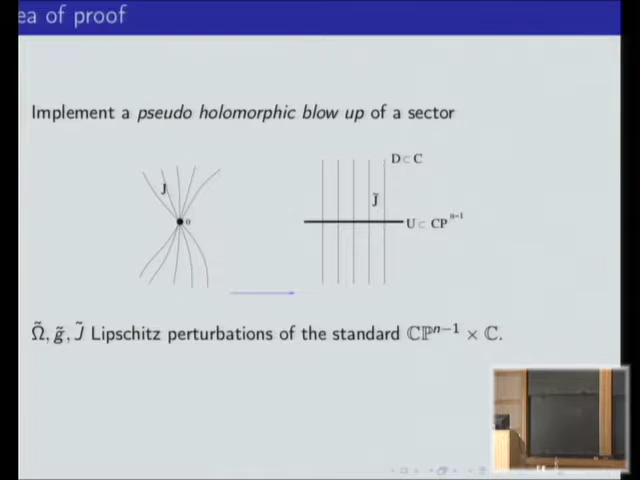 ea of proof
Implement a pseudo holomorphic blow up of a sector
J
0
D ⊂ C
J̃
U ⊂ CP^{n-1}
Ω̃, g̃, J̃ Lipschitz perturbations of the standard ℂℙ^{n−1} × ℂ.